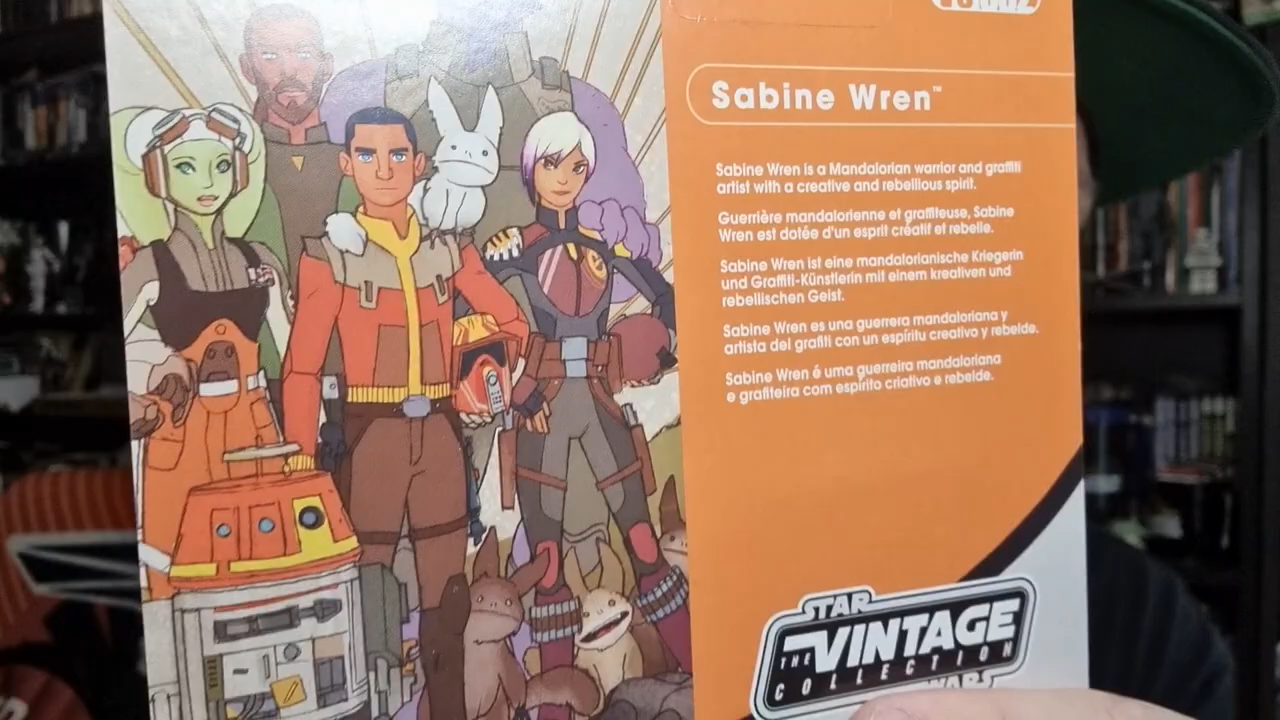 Sabine Wren™
Sabine Wren is a Mandalorian warrior and graffiti
artist with a creative and rebellious spirit.
Guerrière mandalorienne et graffiteuse, Sabine
Wren est dotée d'un esprit créatif et rebelle.
Sabine Wren ist eine mandalorianische Kriegerin
und Graffiti-Künstlerin mit einem kreativen und
rebellischen Geist.
Sabine Wren es una guerrera mandaloriana y
artista del grafiti con un espíritu creativo y rebelde.
Sabine Wren é uma guerreira mandaloriana
e grafiteira com espírito criativo e rebelde.
STAR
THE VINTAGE
COLLECTION
WARS